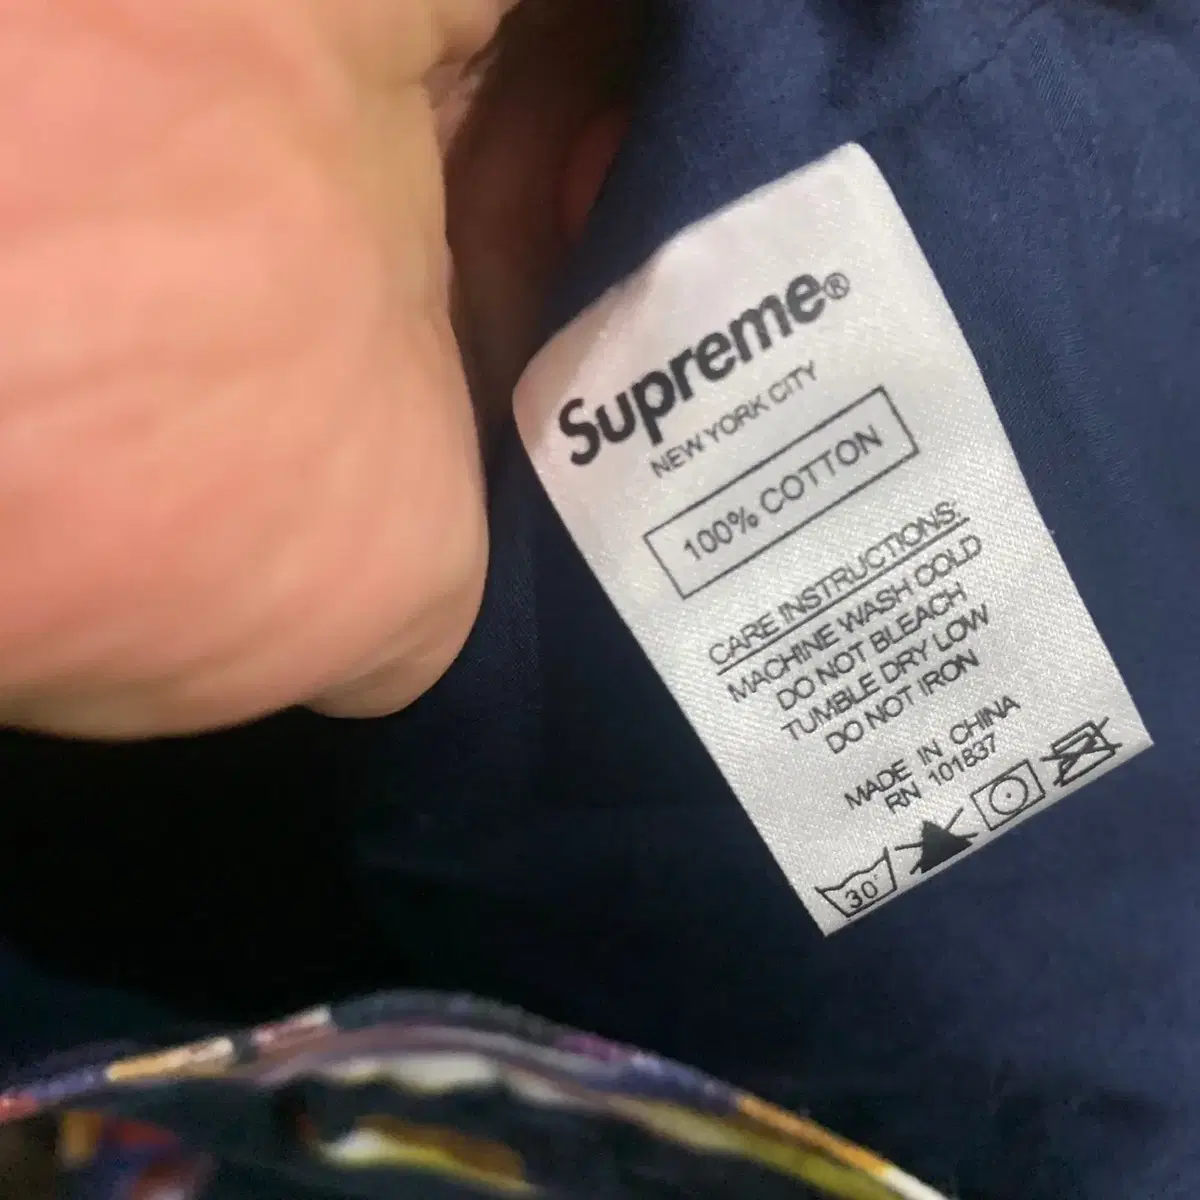 Supreme®
NEW YORK CITY
100% COTTON
CARE INSTRUCTIONS:
MACHINE WASH COLD
DO NOT BLEACH
TUMBLE DRY LOW
DO NOT IRON
MADE IN CHINA
RN 101837
30°